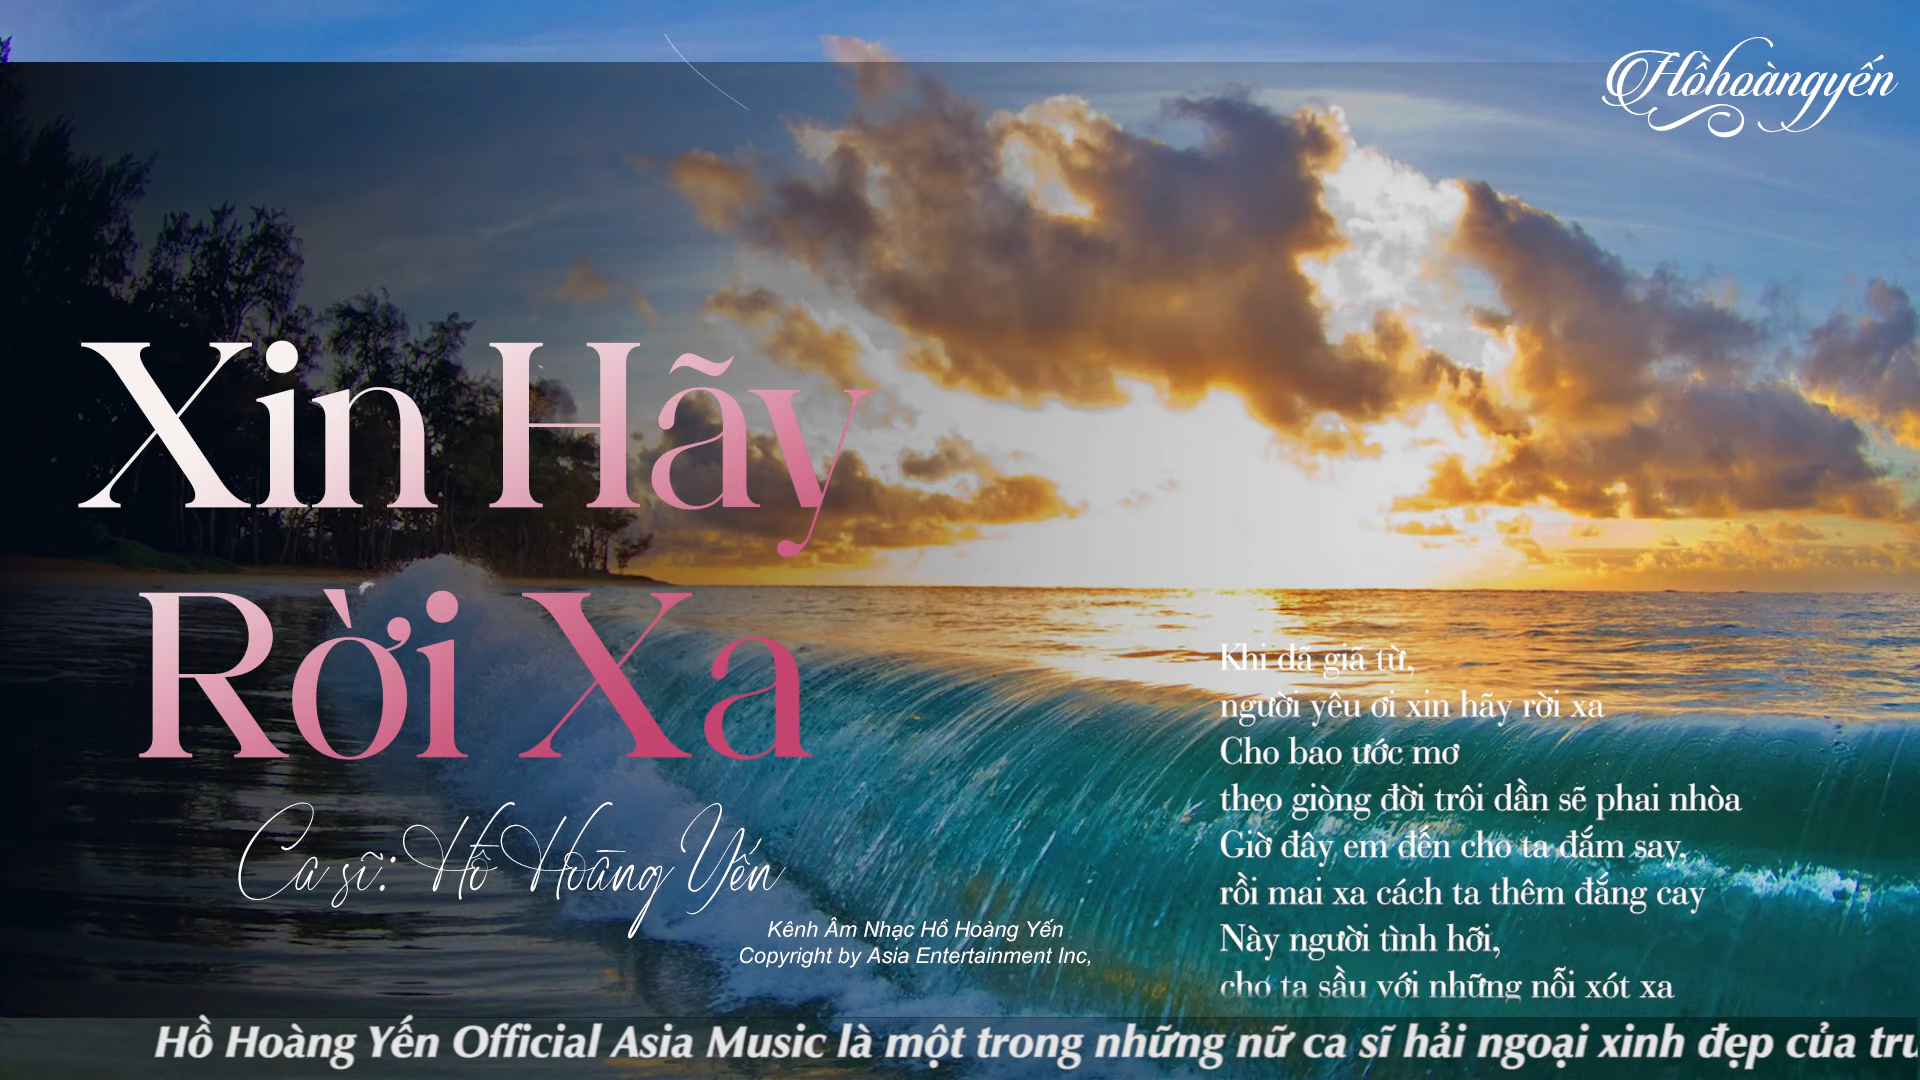 Hồhoàngyến
Xin Hãy
Rời Xa
Ca sĩ: Hồ Hoàng Yến
Kênh Âm Nhạc Hồ Hoàng Yến
Copyright by Asia Entertainment Inc,
Khi đã giã từ,
người yêu ơi xin hãy rời xa
Cho bao ước mơ
theo giòng đời trôi dần sẽ phai nhòa
Giờ đây em đến cho ta đắm say,
rồi mai xa cách ta thêm đắng cay
Này người tình hỡi,
cho ta sầu với những nỗi xót xa
Hồ Hoàng Yến Official Asia Music là một trong những nữ ca sĩ hải ngoại xinh đẹp của